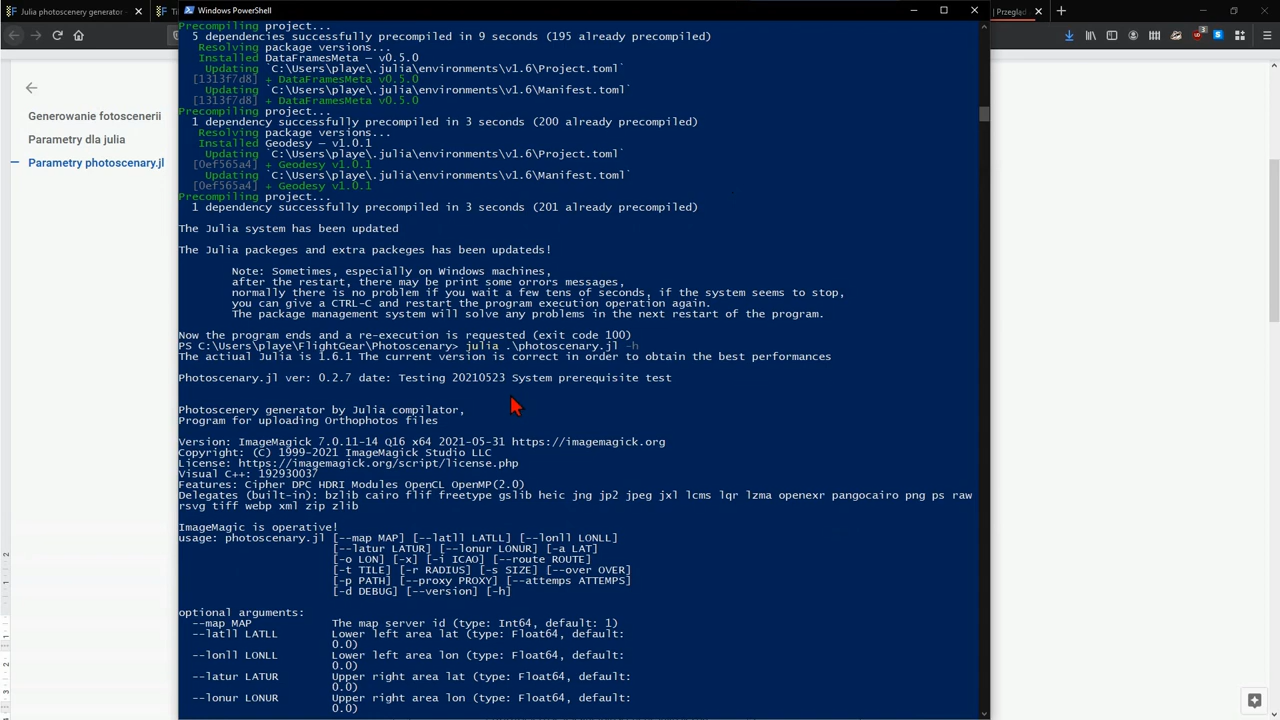 Julia photoscenery generator
Windows PowerShell
| Przegląd
Generowanie fotoscenerii
Parametry dla julia
Parametry photoscenary.jl
Precompiling project...
5 dependencies successfully precompiled in 9 seconds (195 already precompiled)
Resolving package versions...
Installed DataFramesMeta — v0.5.0
Updating `C:\Users\playe\.julia\environments\v1.6\Project.toml`
[1313f7d8] + DataFramesMeta v0.5.0
Updating `C:\Users\playe\.julia\environments\v1.6\Manifest.toml`
[1313f7d8] + DataFramesMeta v0.5.0
Precompiling project...
1 dependency successfully precompiled in 3 seconds (200 already precompiled)
Resolving package versions...
Installed Geodesy — v1.0.1
Updating `C:\Users\playe\.julia\environments\v1.6\Project.toml`
[0ef565a4] + Geodesy v1.0.1
Updating `C:\Users\playe\.julia\environments\v1.6\Manifest.toml`
[0ef565a4] + Geodesy v1.0.1
Precompiling project...
1 dependency successfully precompiled in 3 seconds (201 already precompiled)
The Julia system has been updated
The Julia packeges and extra packeges has been updateds!
Note: Sometimes, especially on Windows machines,
after the restart, there may be print some errors messages,
normally there is no problem if you wait a few tens of seconds, if the system seems to stop,
you can give a CTRL-C and restart the program execution operation again.
The package management system will solve any problems in the next restart of the program.
Now the program ends and a re-execution is requested (exit code 100)
PS C:\Users\playe\FlightGear\Photoscenary> julia .\photoscenary.jl -h
The actiual Julia is 1.6.1 The current version is correct in order to obtain the best performances
Photoscenary.jl ver: 0.2.7 date: Testing 20210523 System prerequisite test
Photoscenery generator by Julia compilator,
Program for uploading Orthophotos files
Version: ImageMagick 7.0.11-14 Q16 x64 2021-05-31 https://imagemagick.org
Copyright: (C) 1999-2021 ImageMagick Studio LLC
License: https://imagemagick.org/script/license.php
Visual C++: 192930037
Features: Cipher DPC HDRI Modules OpenCL OpenMP(2.0)
Delegates (built-in): bzlib cairo flif freetype gslib heic jng jp2 jpeg jxl lcms lqr lzma openexr pangocairo png ps raw
rsvg tiff webp xml zip zlib
ImageMagic is operative!
usage: photoscenary.jl [--map MAP] [--latll LATLL] [--lonll LONLL]
[--latur LATUR] [--lonur LONUR] [-a LAT]
[-o LON] [-x] [-i ICAO] [--route ROUTE]
[-t TILE] [-r RADIUS] [-s SIZE] [--over OVER]
[-p PATH] [--proxy PROXY] [--attemps ATTEMPS]
[-d DEBUG] [--version] [-h]
optional arguments:
--map MAP The map server id (type: Int64, default: 1)
--latll LATLL Lower left area lat (type: Float64, default:
0.0)
--lonll LONLL Lower left area lon (type: Float64, default:
0.0)
--latur LATUR Upper right area lat (type: Float64, default:
0.0)
--lonur LONUR Upper right area lon (type: Float64, default:
0.0)